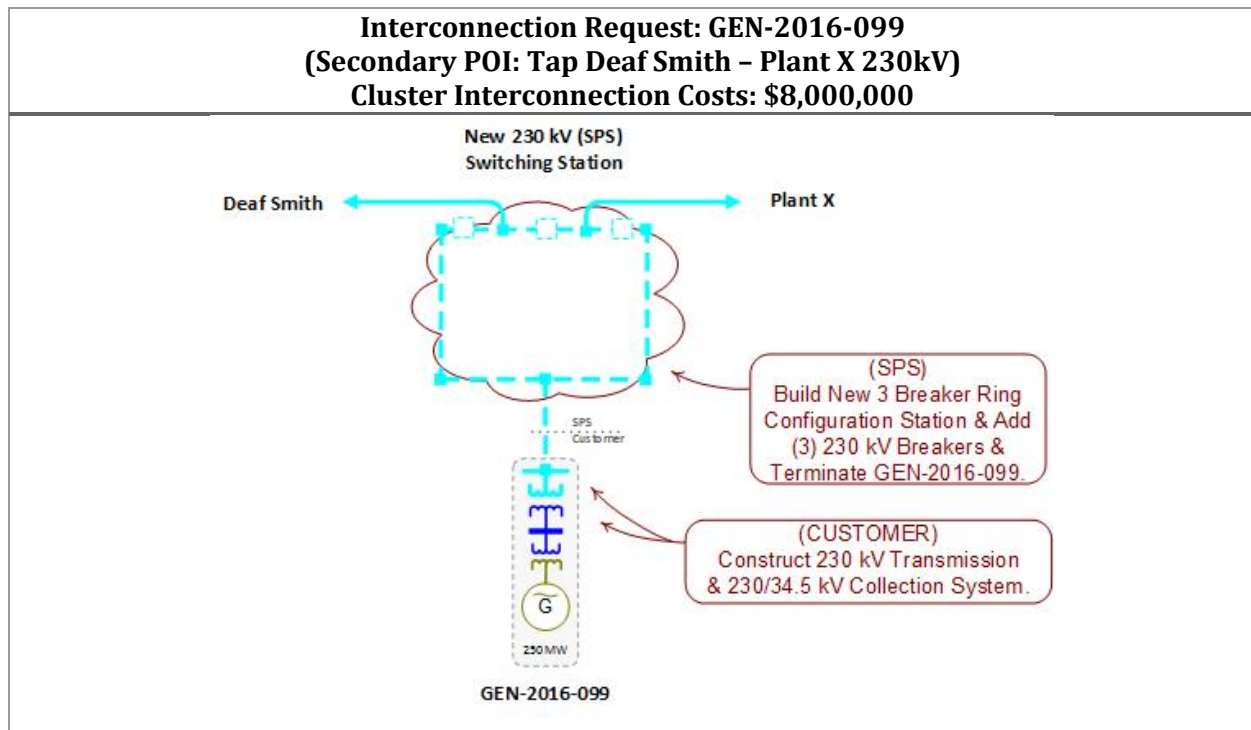 Interconnection Request: GEN-2016-099
(Secondary POI: Tap Deaf Smith – Plant X 230kV)
Cluster Interconnection Costs: $8,000,000
New 230 kV (SPS)
Switching Station
Deaf Smith
Plant X
(SPS)
Build New 3 Breaker Ring
Configuration Station & Add
(3) 230 kV Breakers &
Terminate GEN-2016-099.
SPS
Customer
(CUSTOMER)
Construct 230 kV Transmission
& 230/34.5 kV Collection System.
G
250 MW
GEN-2016-099